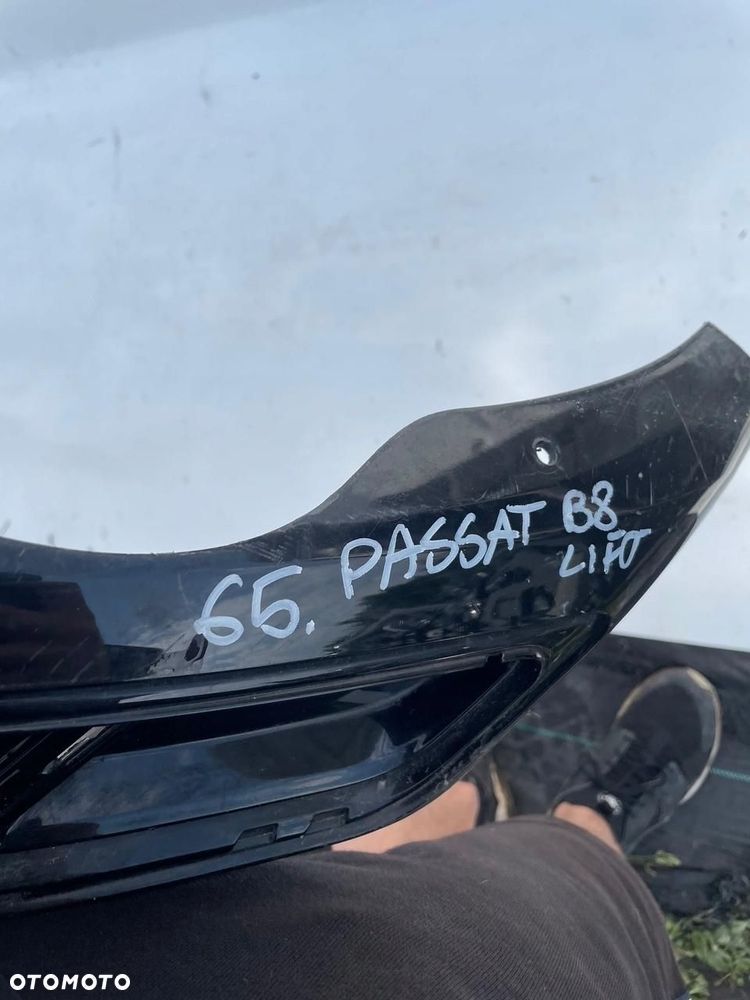 65. PASSAT B8
LIFT
OTOMOTO